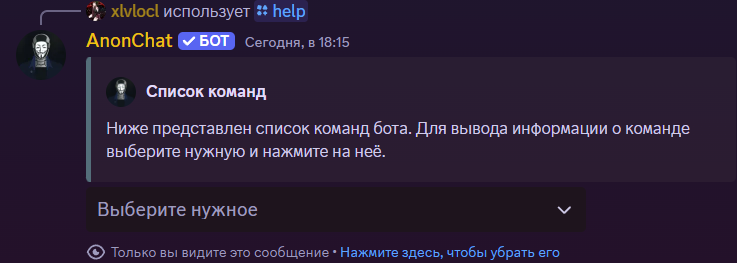 xlvlocl использует help
AnonChat БОТ Сегодня, в 18:15
Список команд
Ниже представлен список команд бота. Для вывода информации о команде
выберите нужную и нажмите на неё.
Выберите нужное
Только вы видите это сообщение • Нажмите здесь, чтобы убрать его